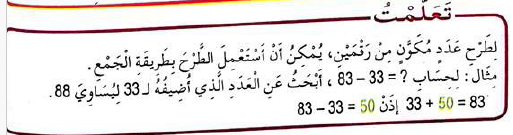 تَعَلَّمْتُ
لِطَرْحِ عَدَدٍ مُكَوَّنٍ مِنْ رَقْمَيْنِ، يُمْكِنُ أَنْ أَسْتَعْمِلَ الطَّرْحَ بِطَرِيقَةِ الْجَمْعِ.
مِثَال : لِحِسَابِ 83 – 33 = ? ، أَبْحَثُ عَنِ الْعَدَدِ الَّذِي أُضِيفُهُ لـ 33 لِيُسَاوِيَ 88.
33 + 50 = 83 إِذَنْ 83 – 33 = 50